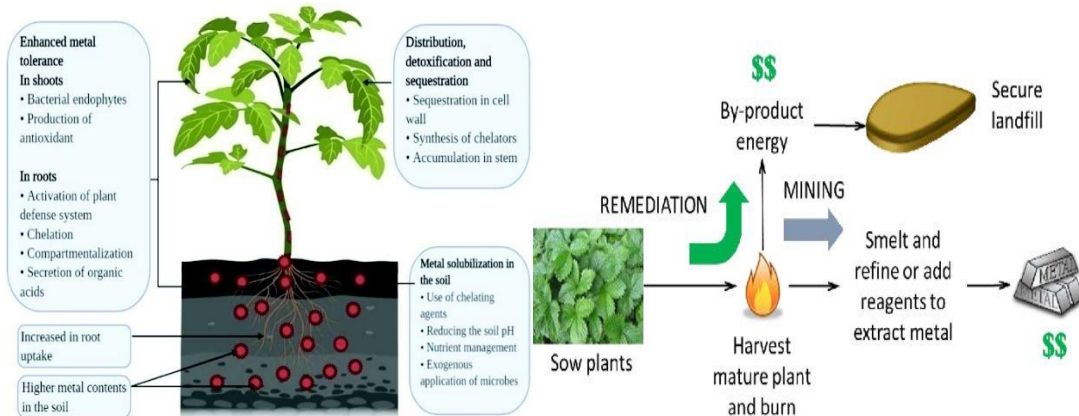 Enhanced metal
tolerance
In shoots
• Bacterial endophytes
• Production of
antioxidant
In roots
• Activation of plant
defense system
• Chelation
• Compartmentalization
• Secretion of organic
acids
Increased in root
uptake
Higher metal contents
in the soil
Distribution,
detoxification and
sequestration
• Sequestration in cell
wall
• Synthesis of chelators
• Accumulation in stem
Metal solubilization in
the soil
• Use of chelating
agents
• Reducing the soil pH
• Nutrient management
• Exogenous
application of microbes
Sow plants
REMEDIATION
$$
By-product
energy
MINING
Secure
landfill
Harvest
mature plant
and burn
Smelt and
refine or add
reagents to
extract metal
METAL
$$